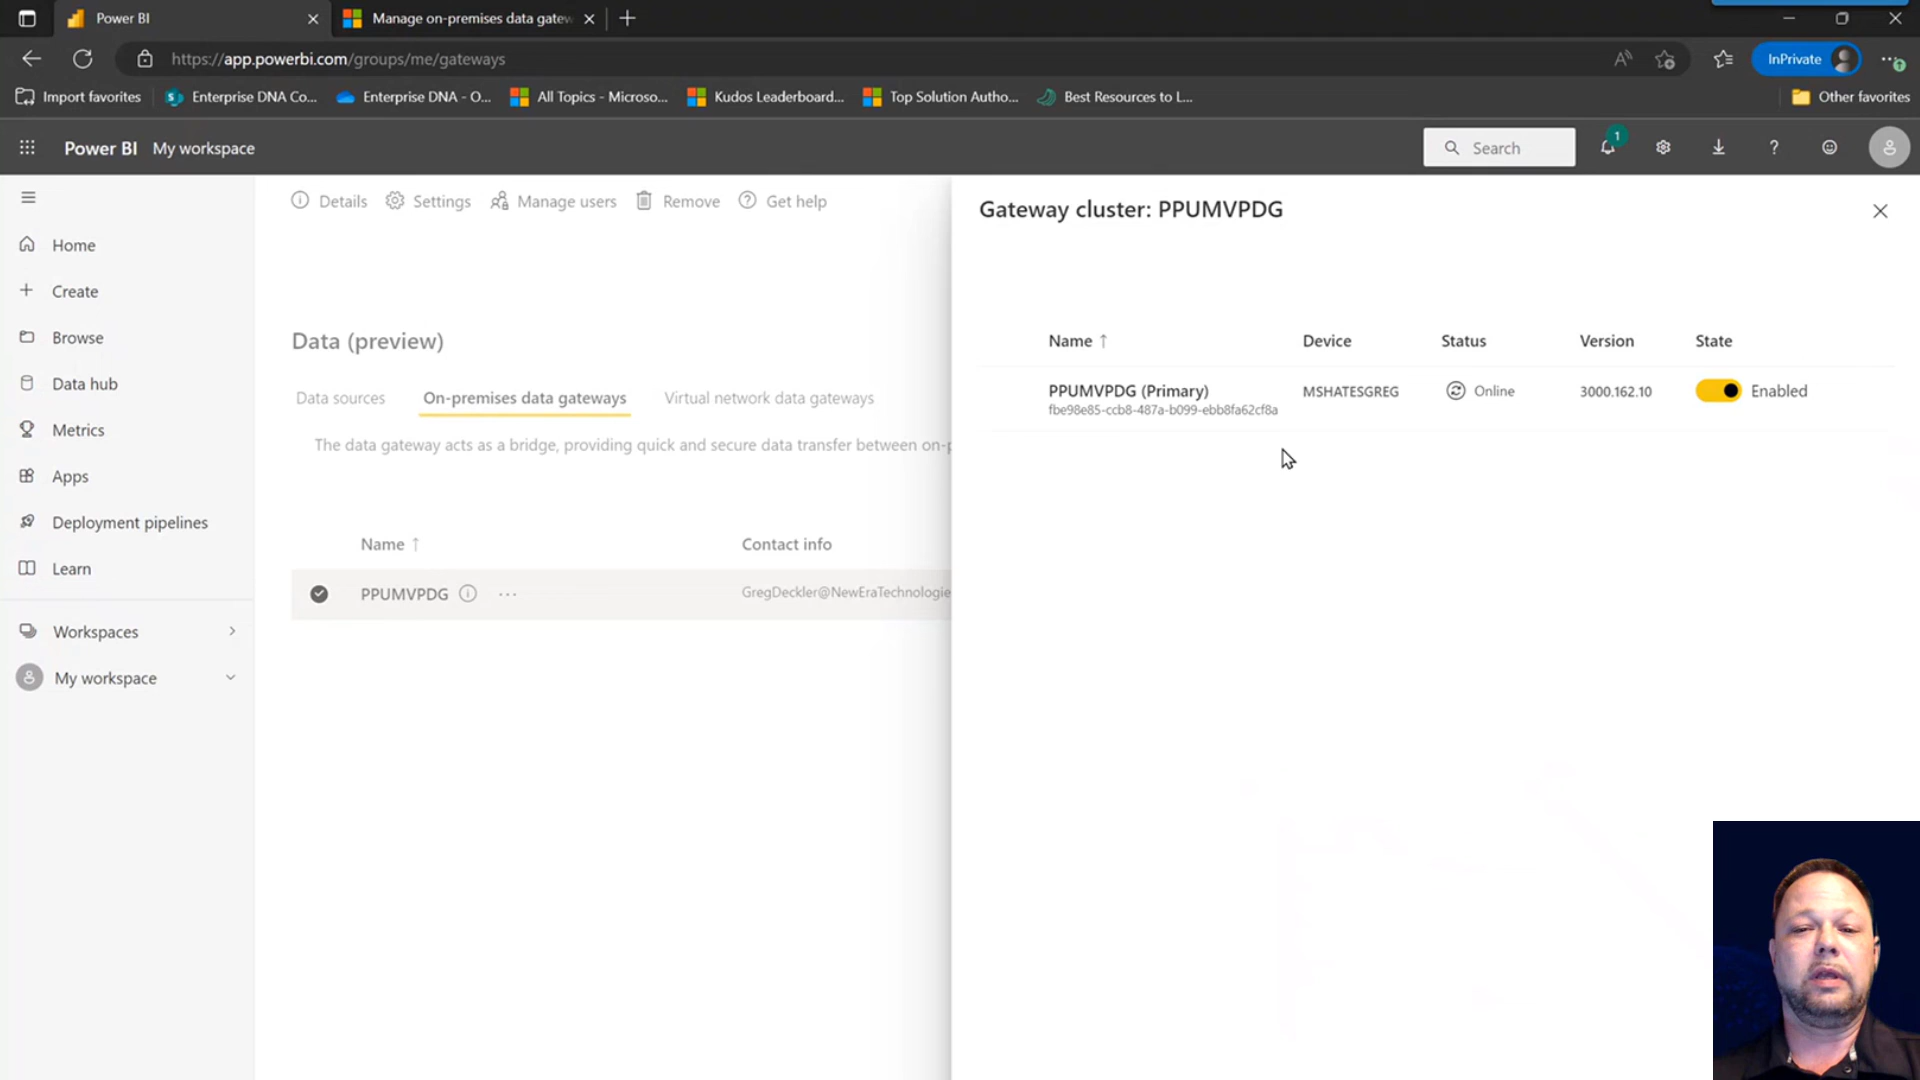 Power BI
Manage on-premises data gatew
https://app.powerbi.com/groups/me/gateways
InPrivate
Import favorites
Enterprise DNA Co...
Enterprise DNA - O...
All Topics - Microso...
Kudos Leaderboard...
Top Solution Autho...
Best Resources to L...
Other favorites
Power BI My workspace
Search
1
Home
Create
Browse
Data hub
Metrics
Apps
Deployment pipelines
Learn
Workspaces
My workspace
Details Settings Manage users Remove Get help
Data (preview)
Data sources On-premises data gateways Virtual network data gateways
The data gateway acts as a bridge, providing quick and secure data transfer between on-p
Name ↑ Contact info
PPUMVPDG ... GregDeckler@NewEraTechnologie
Gateway cluster: PPUMVPDG
Name ↑ Device Status Version State
PPUMVPDG (Primary) MSHATESGREG Online 3000.162.10 Enabled
fbe98e85-ccb8-487a-b099-ebb8fa62cf8a